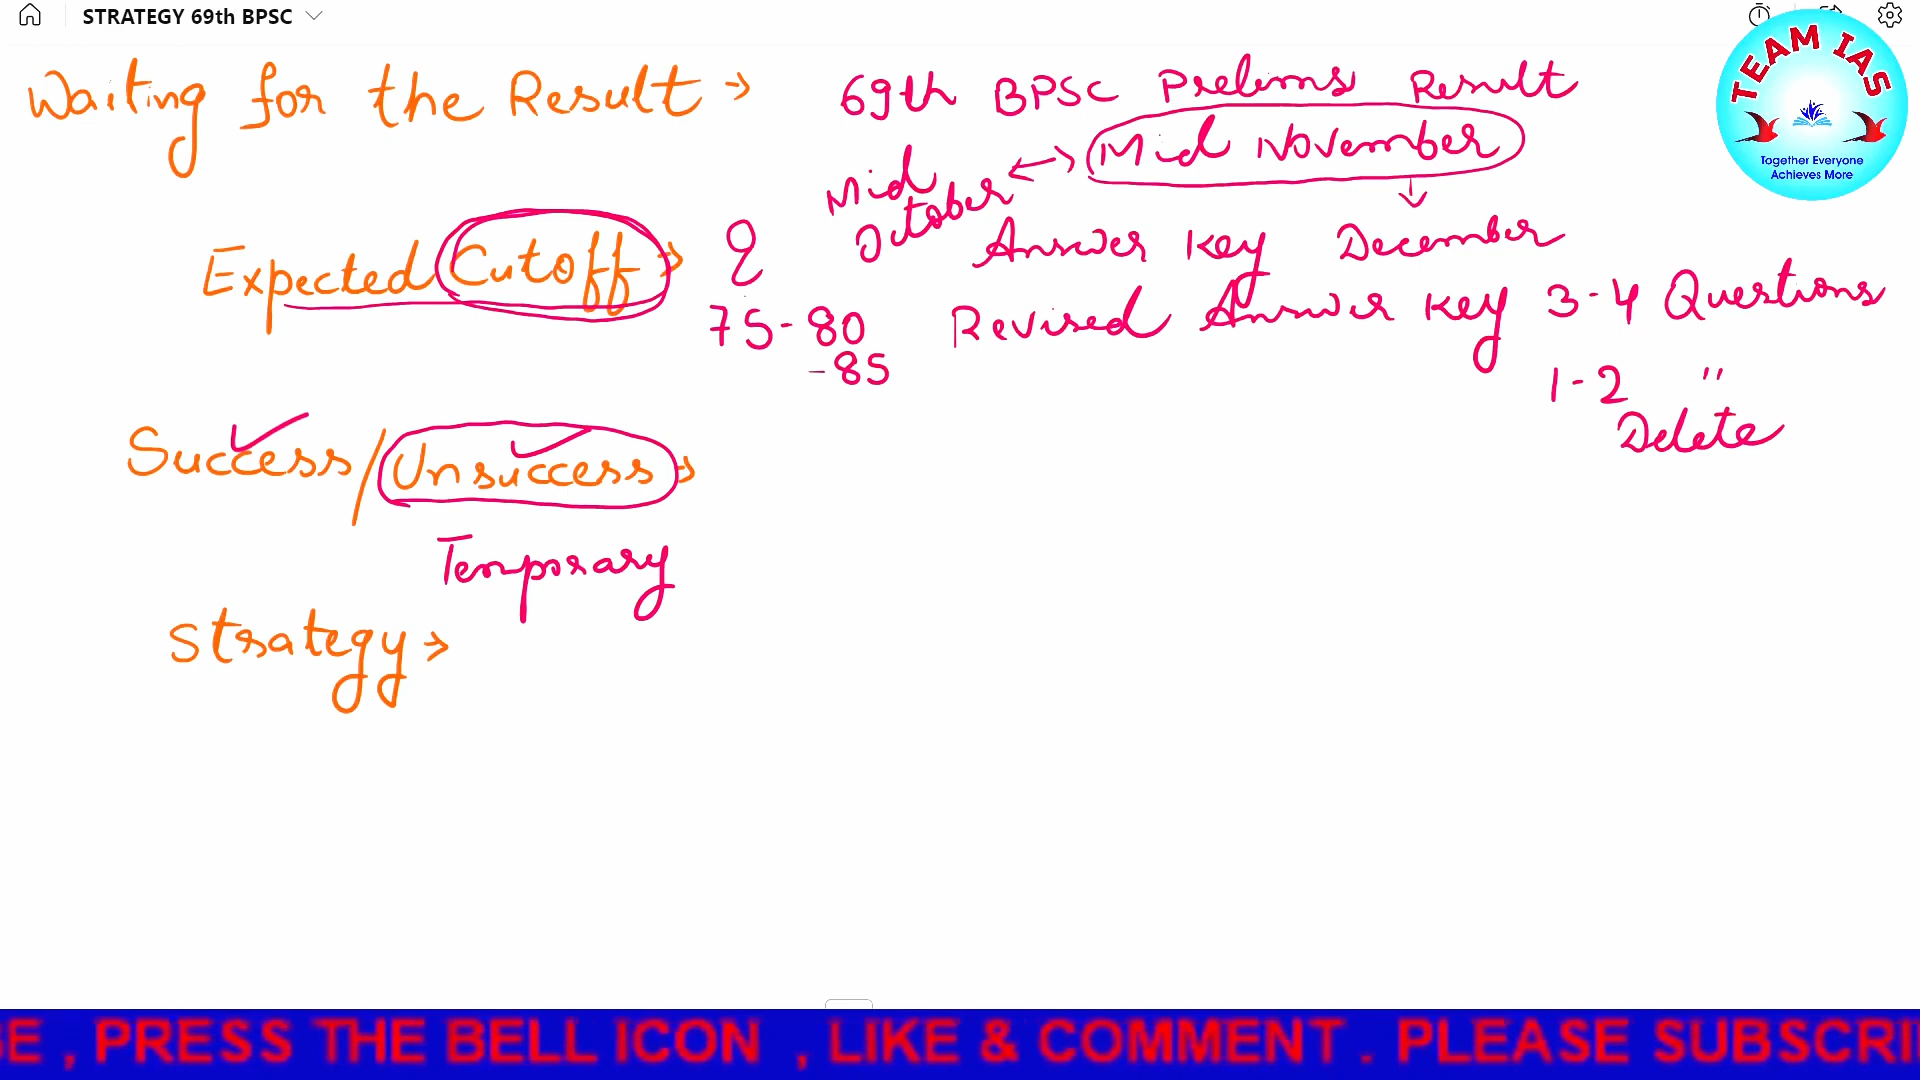 STRATEGY 69th BPSC
TEAM IAS
Together Everyone
Achieves More
Waiting for the Result → 69th BPSC Prelims Result
Mid October ↔ Mid November
Expected Cutoff →
Answer Key December
75-80
-85
Revised Answer Key 3-4 Questions
1-2 "
Delete
Success/Unsuccess →
Temporary
Strategy →
E , PRESS THE BELL ICON , LIKE & COMMENT . PLEASE SUBSCRI